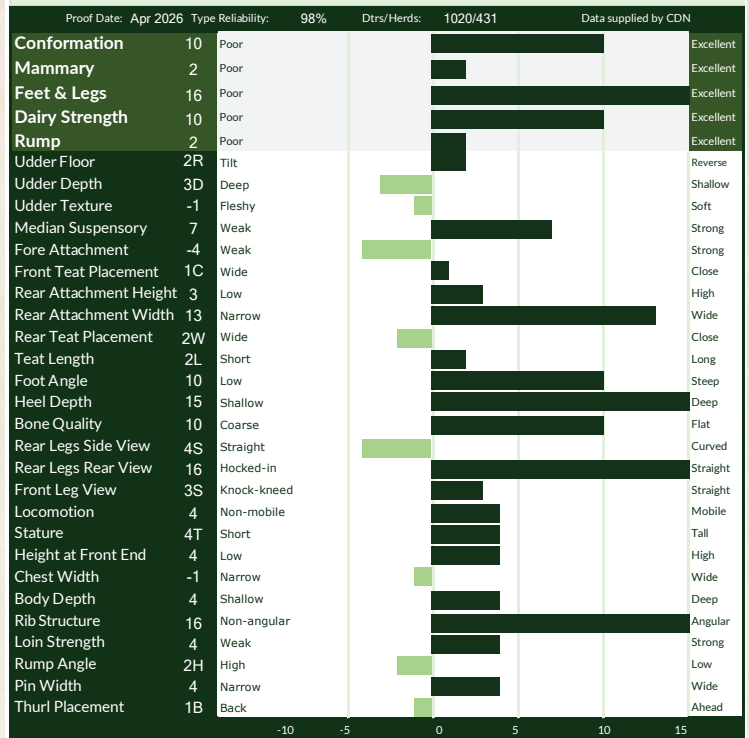 Proof Date: Apr 2026 Type Reliability: 98% Dtrs/Herds: 1020/431 Data supplied by CDN
Conformation 10 Poor Excellent
Mammary 2 Poor Excellent
Feet & Legs 16 Poor Excellent
Dairy Strength 10 Poor Excellent
Rump 2 Poor Excellent
Udder Floor 2R Tilt Reverse
Udder Depth 3D Deep Shallow
Udder Texture -1 Fleshy Soft
Median Suspensory 7 Weak Strong
Fore Attachment -4 Weak Strong
Front Teat Placement 1C Wide Close
Rear Attachment Height 3 Low High
Rear Attachment Width 13 Narrow Wide
Rear Teat Placement 2W Wide Close
Teat Length 2L Short Long
Foot Angle 10 Low Steep
Heel Depth 15 Shallow Deep
Bone Quality 10 Coarse Flat
Rear Legs Side View 4S Straight Curved
Rear Legs Rear View 16 Hocked-in Straight
Front Leg View 3S Knock-kneed Straight
Locomotion 4 Non-mobile Mobile
Stature 4T Short Tall
Height at Front End 4 Low High
Chest Width -1 Narrow Wide
Body Depth 4 Shallow Deep
Rib Structure 16 Non-angular Angular
Loin Strength 4 Weak Strong
Rump Angle 2H High Low
Pin Width 4 Narrow Wide
Thurl Placement 1B Back Ahead
-10 -5 0 5 10 15